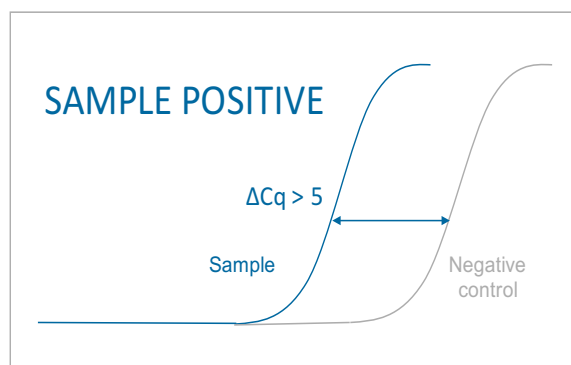 SAMPLE POSITIVE
ΔCq > 5
Sample
Negative
control